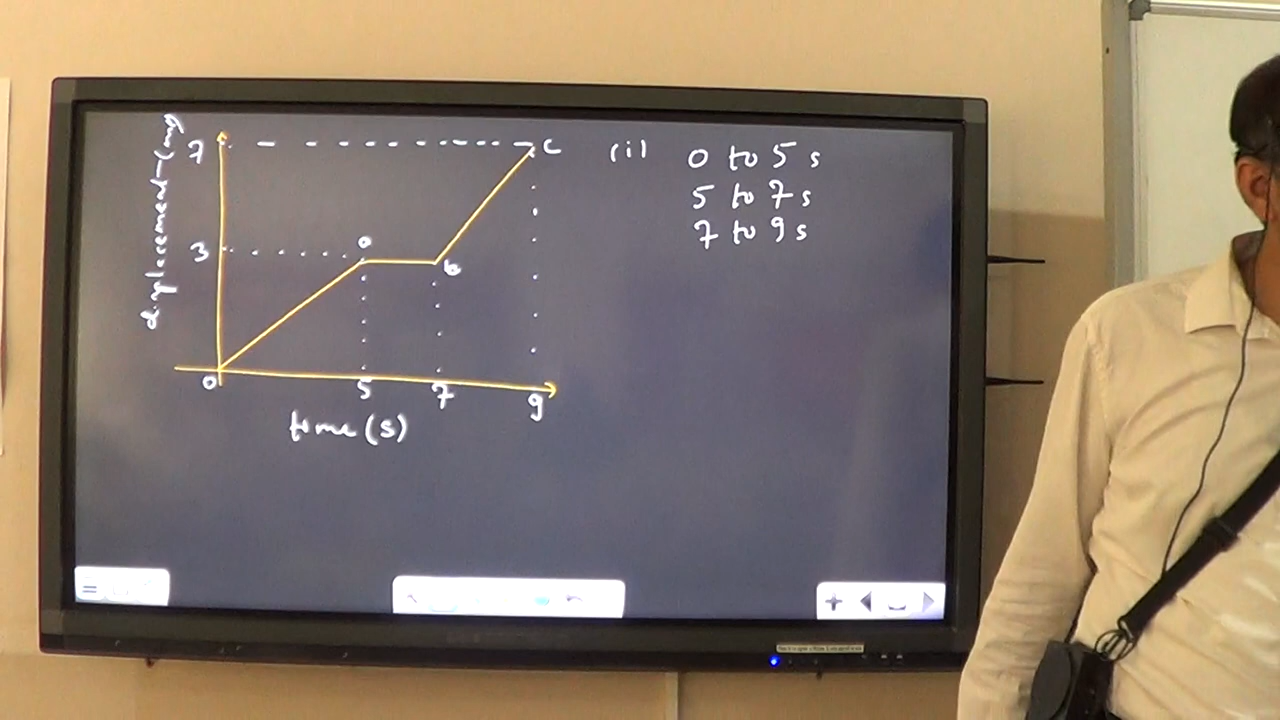 displacement-(m)
7
c
3
a
b
0
5
7
9
time(s)
(i) 0 to 5 s
5 to 7 s
7 to 9 s